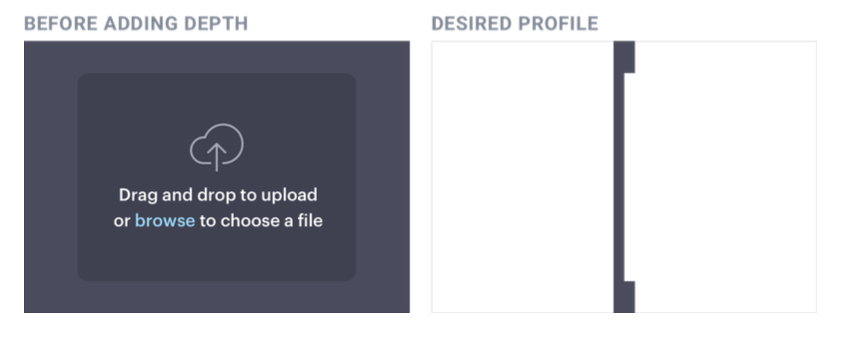 BEFORE ADDING DEPTH
DESIRED PROFILE
Drag and drop to upload
or browse to choose a file